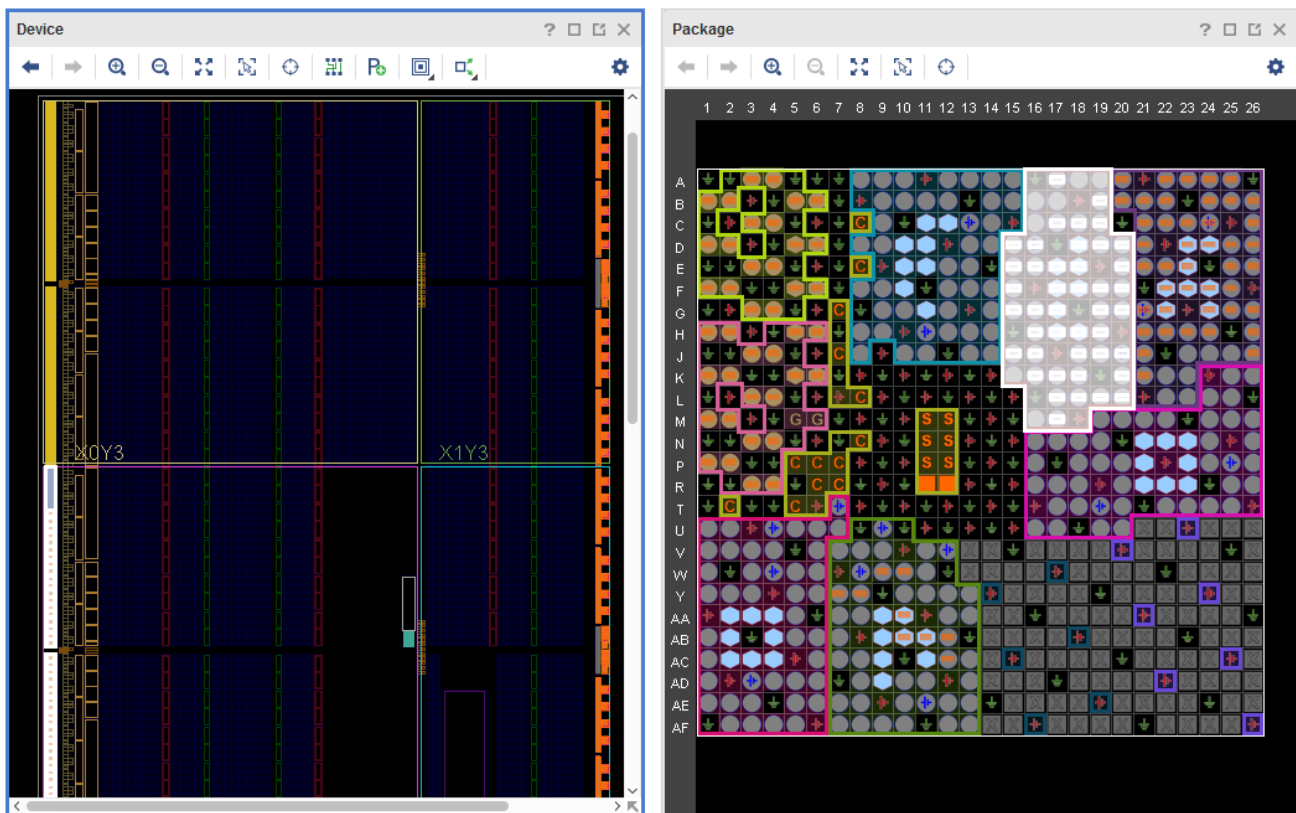 Device
Package
1 2 3 4 5 6 7 8 9 10 11 12 13 14 15 16 17 18 19 20 21 22 23 24 25 26
A
B
C C
D
E C
F
G C
H
J C
K
L C
M G G S S
N C S S
P C C C S S
R C C
T C C
U
V
W
Y
AA
AB
AC
AD
AE
AF
X0Y3 X1Y3